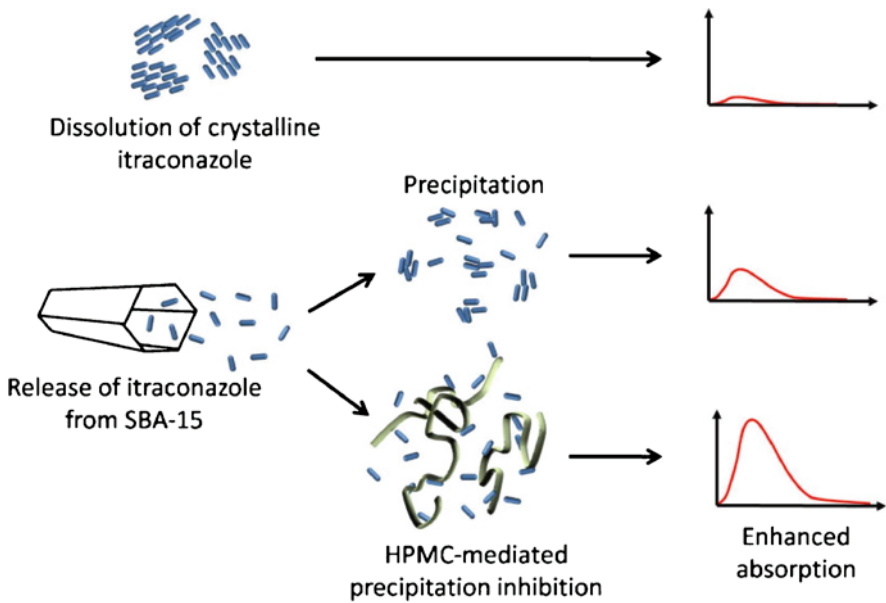 Dissolution of crystalline
itraconazole
Precipitation
Release of itraconazole
from SBA-15
HPMC-mediated
precipitation inhibition
Enhanced
absorption